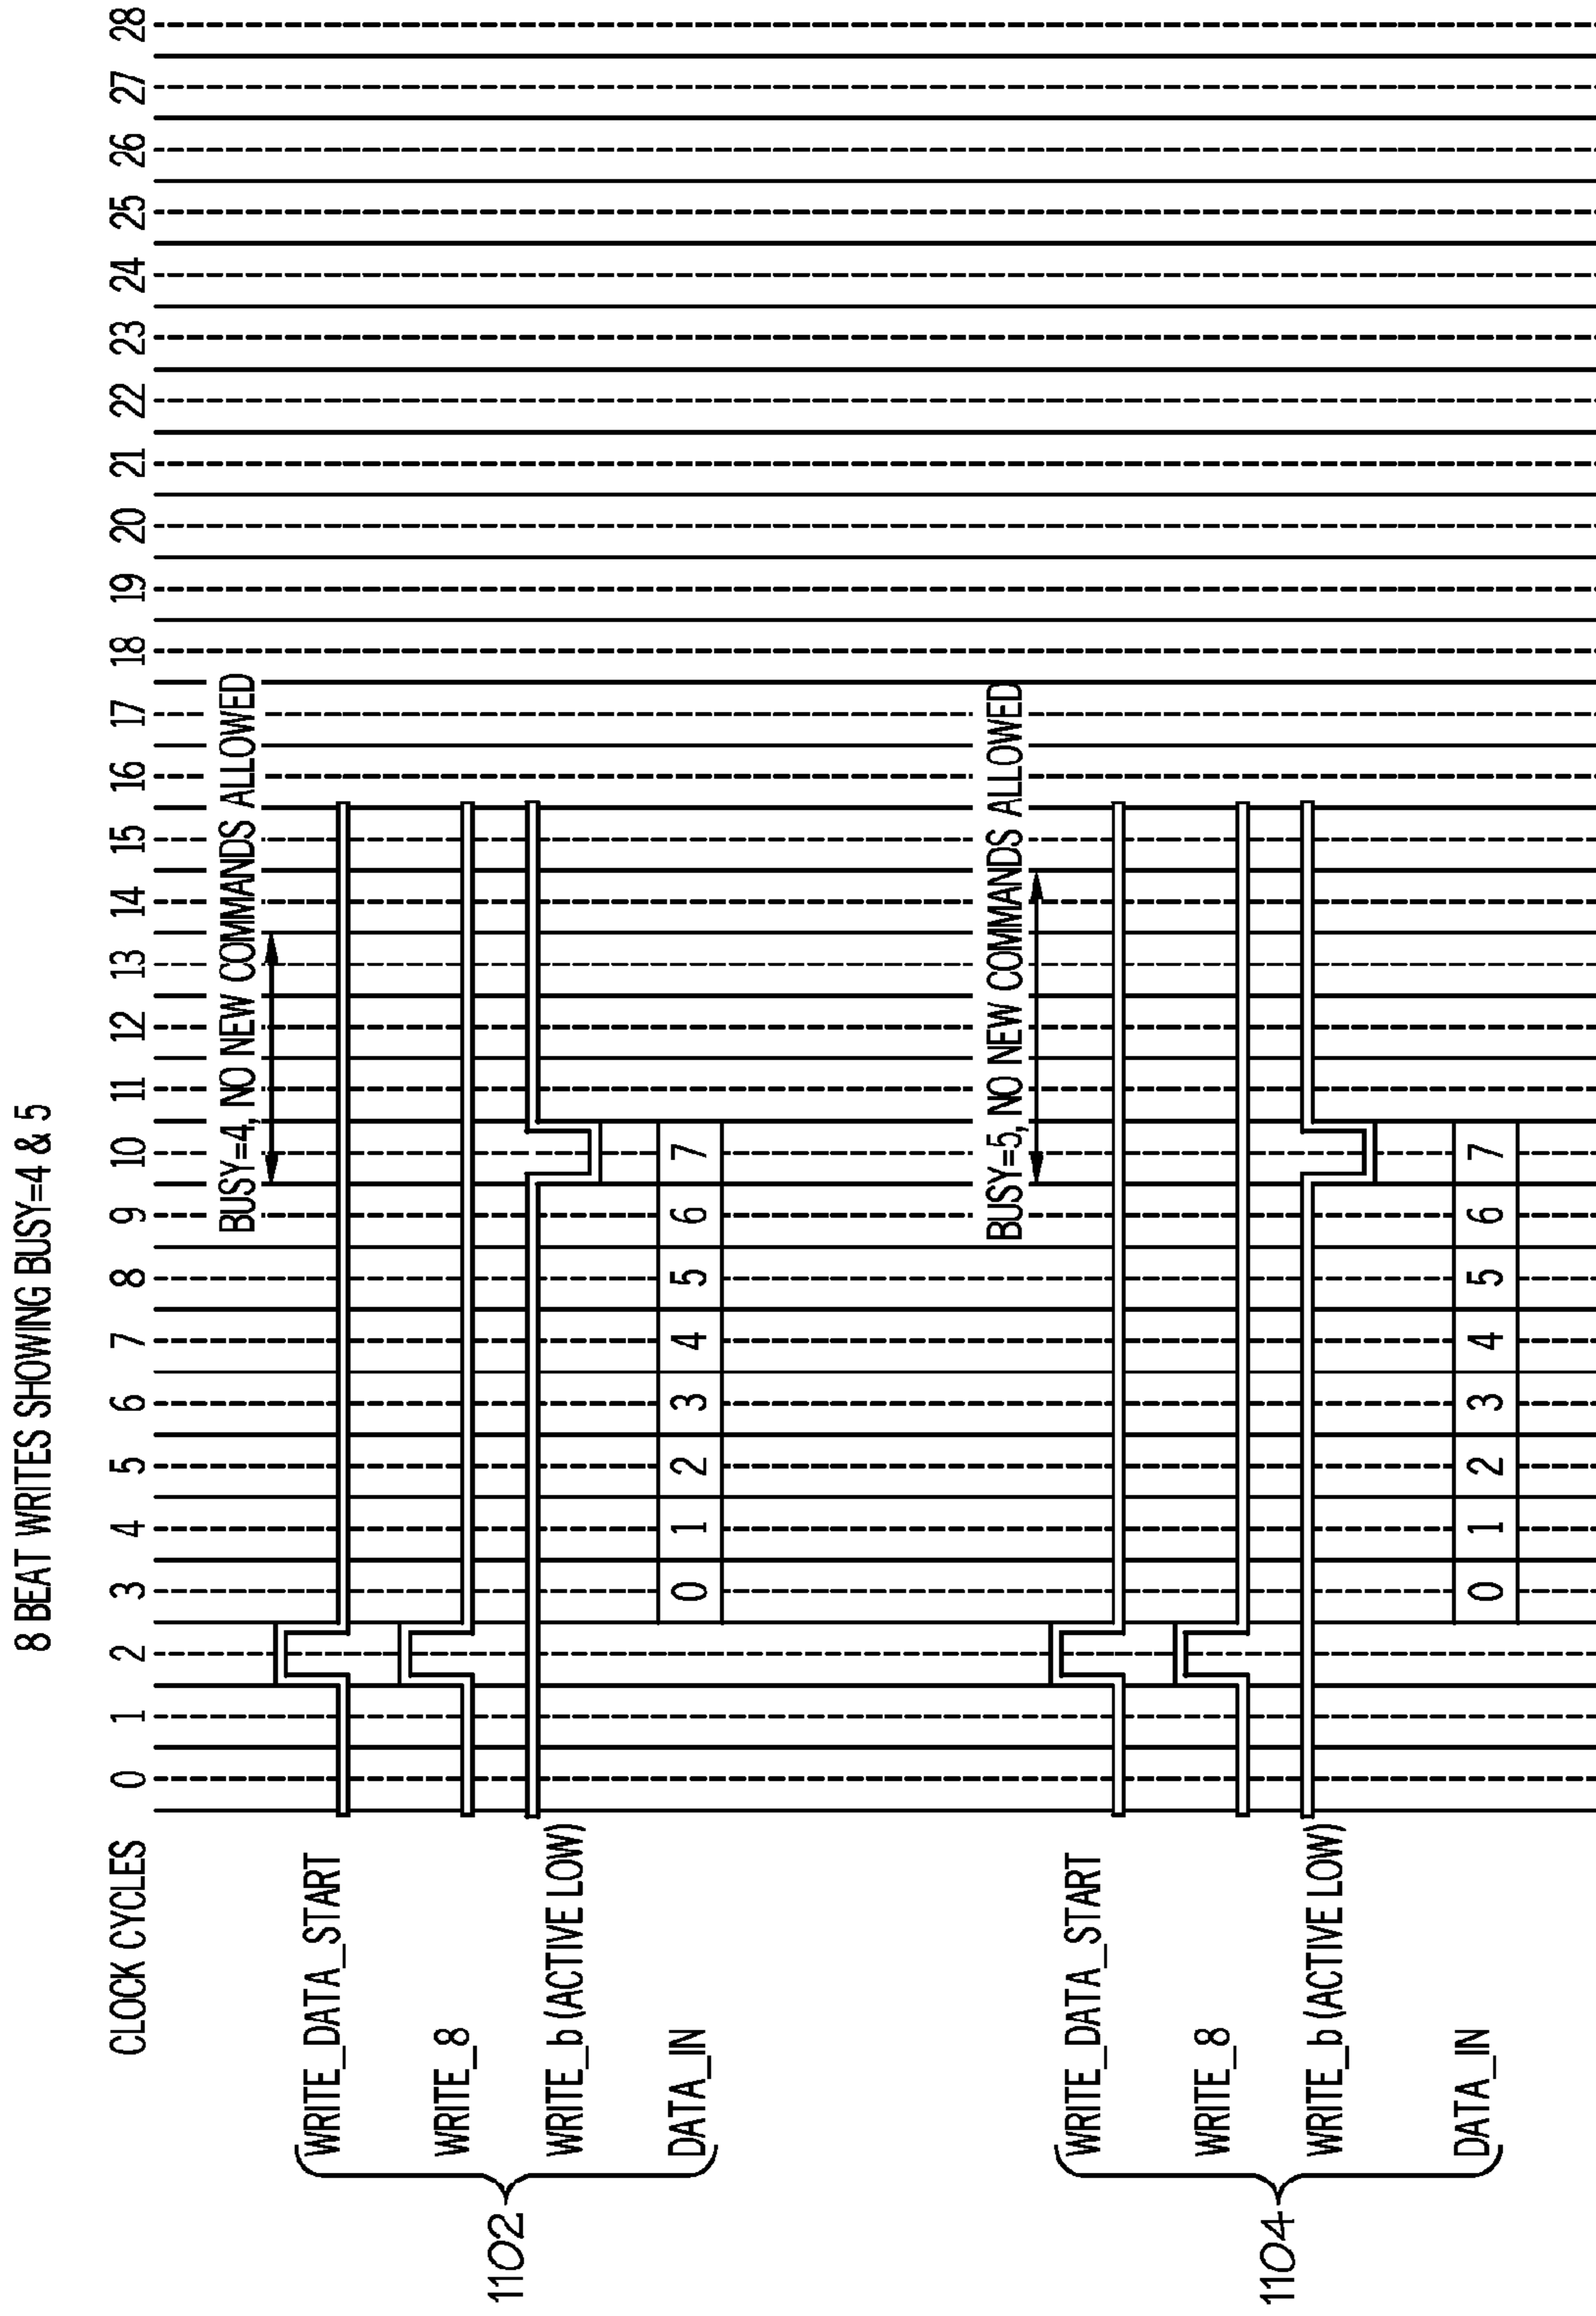 8 BEAT WRITES SHOWING BUSY=4 & 5
CLOCK CYCLES 0 1 2 3 4 5 6 7 8 9 10 11 12 13 14 15 16 17 18 19 20 21 22 23 24 25 26 27 28
BUSY=4, NO NEW COMMANDS ALLOWED
1102
WRITE_DATA_START
WRITE_8
WRITE_b (ACTIVE LOW)
DATA_IN 0 1 2 3 4 5 6 7
BUSY=5, NO NEW COMMANDS ALLOWED
1104
WRITE_DATA_START
WRITE_8
WRITE_b (ACTIVE LOW)
DATA_IN 0 1 2 3 4 5 6 7